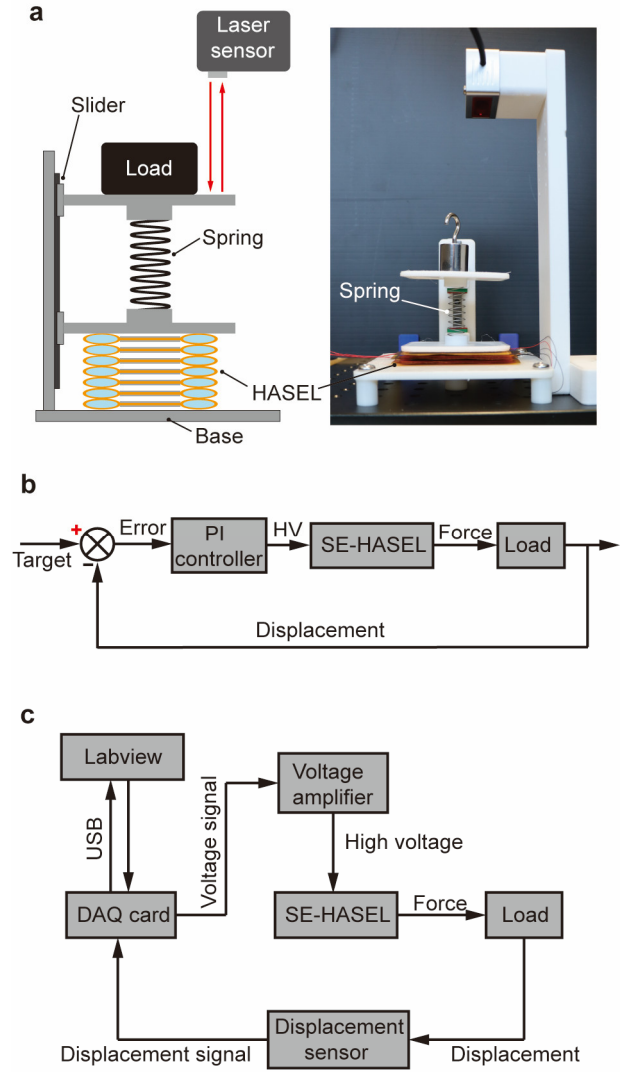 a
Laser
sensor
Slider
Load
Spring
Spring
HASEL
Base
b
+
Error
PI
controller
HV
SE-HASEL
Force
Load
Target
-
Displacement
c
Labview
USB
DAQ card
Voltage signal
Voltage
amplifier
High voltage
SE-HASEL
Force
Load
Displacement
sensor
Displacement signal
Displacement